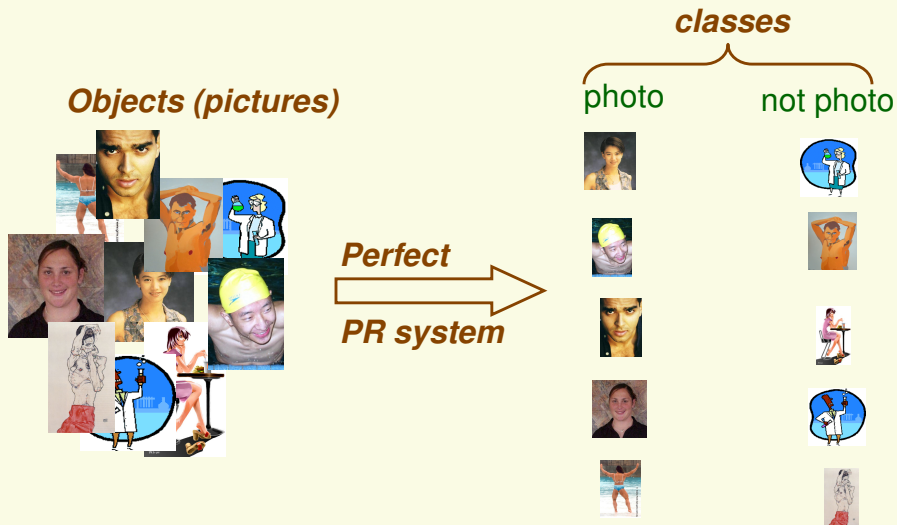 classes
Objects (pictures)
photo
not photo
Perfect
PR system